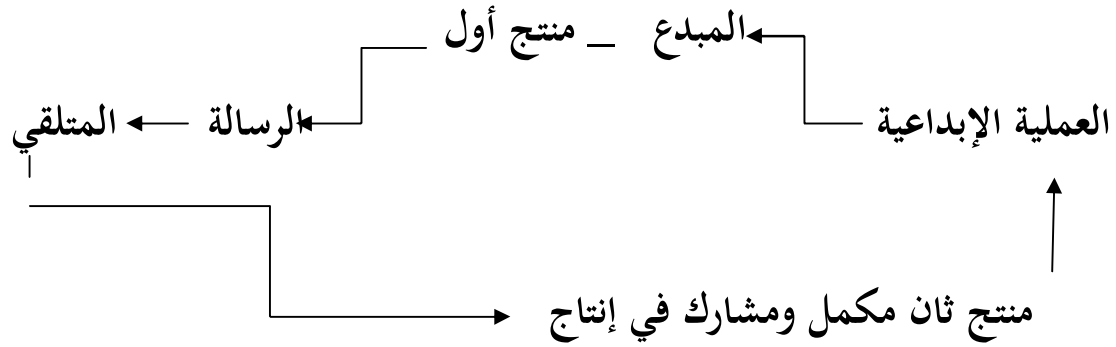 المبدع _ منتج أول
العملية الإبداعية
الرسالة
المتلقي
منتج ثان مكمل ومشارك في إنتاج